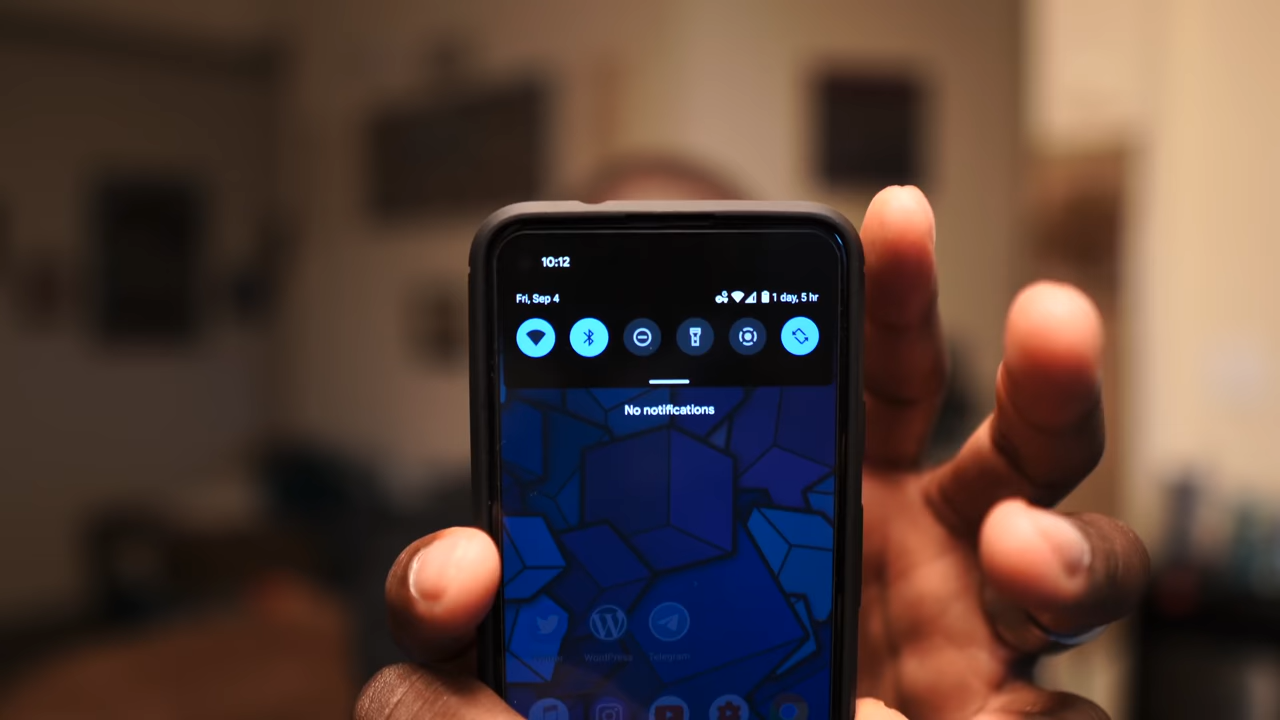 10:12
Fri, Sep 4
1 day, 5 hr
No notifications
WordPress
Telegram